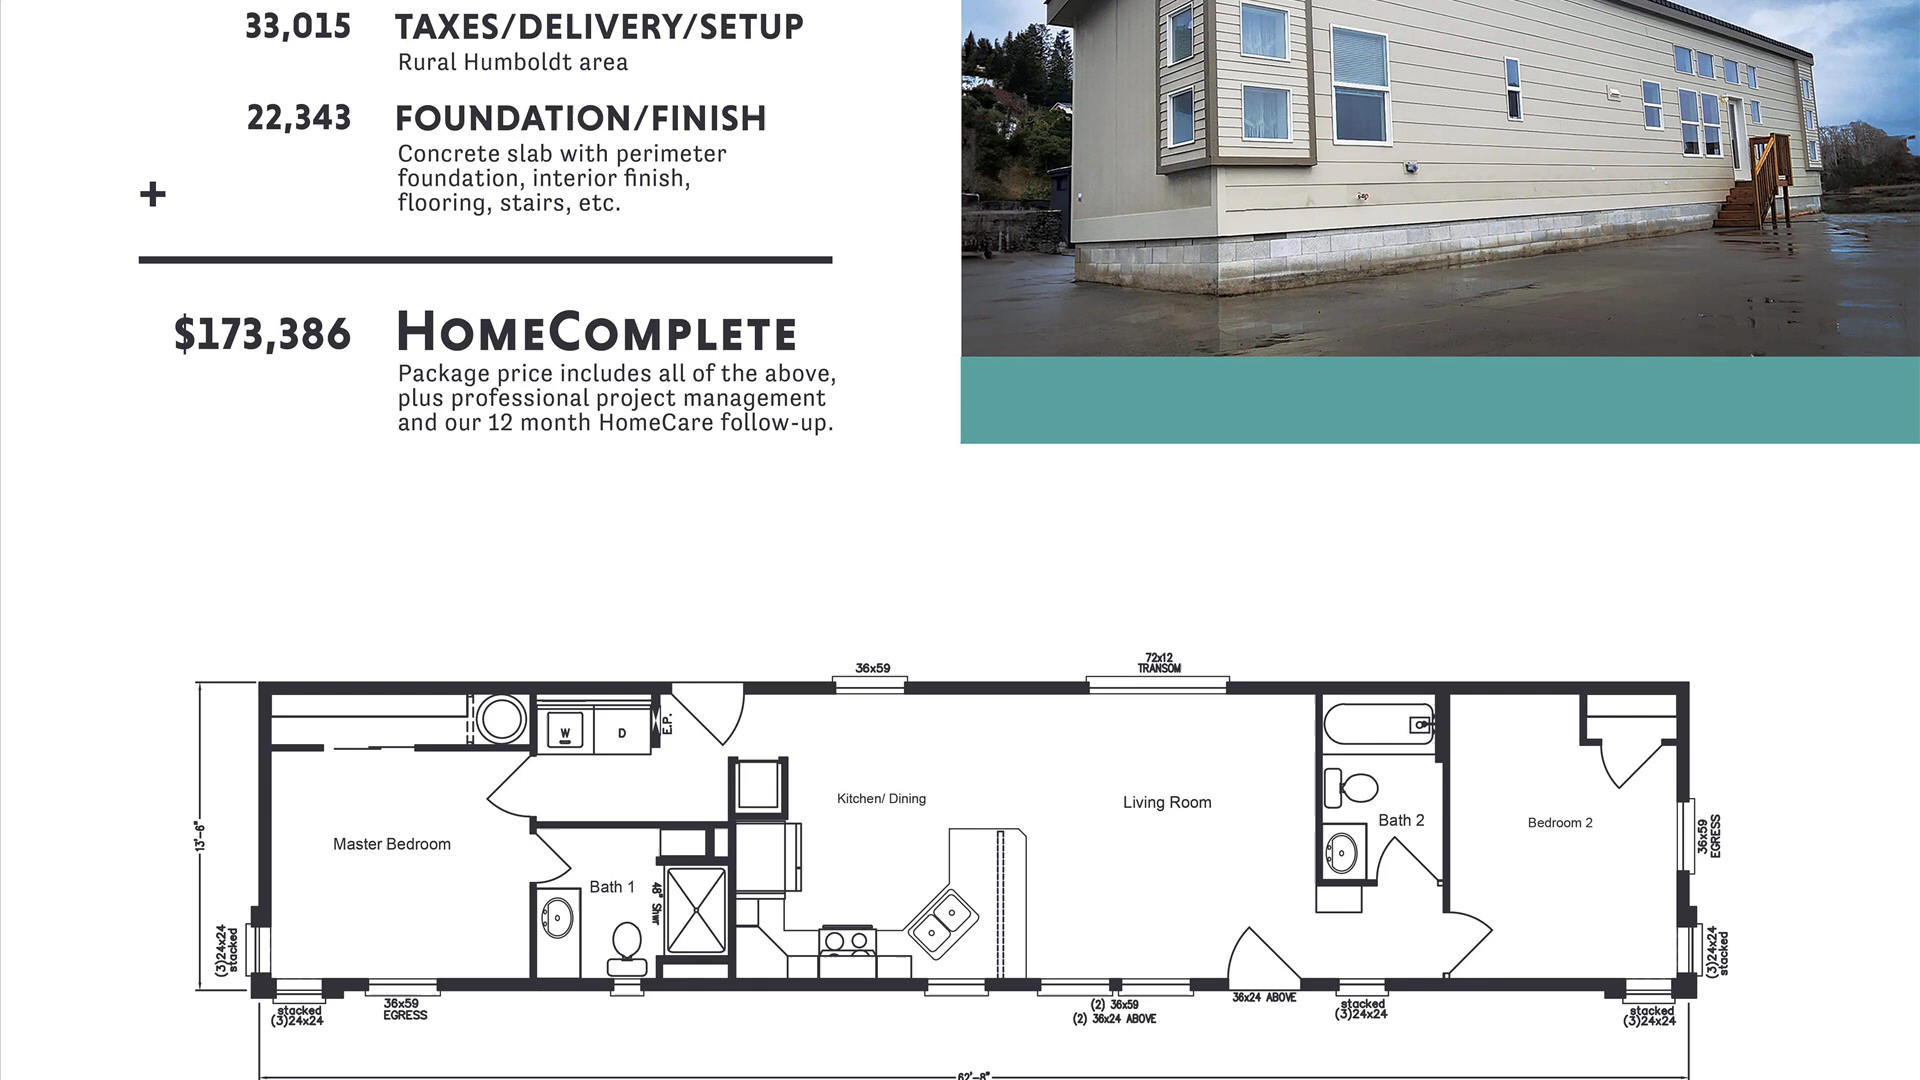 33,015 TAXES/DELIVERY/SETUP
Rural Humboldt area
22,343 FOUNDATION/FINISH
Concrete slab with perimeter
foundation, interior finish,
+
flooring, stairs, etc.
$173,386 HOMECOMPLETE
Package price includes all of the above,
plus professional project management
and our 12 month HomeCare follow-up.
36x59
72x12
TRANSOM
W
D
E.P.
Kitchen/ Dining
Living Room
Bath 2
Bedroom 2
36x59
EGRESS
13'-6"
Master Bedroom
Bath 1
48" Shwr
(3)24x24
stacked
(3)24x24
stacked
stacked
(3)24x24
36x59
EGRESS
(2) 36x59
(2) 36x24 ABOVE
36x24 ABOVE
stacked
(3)24x24
stacked
(3)24x24
62'-8"